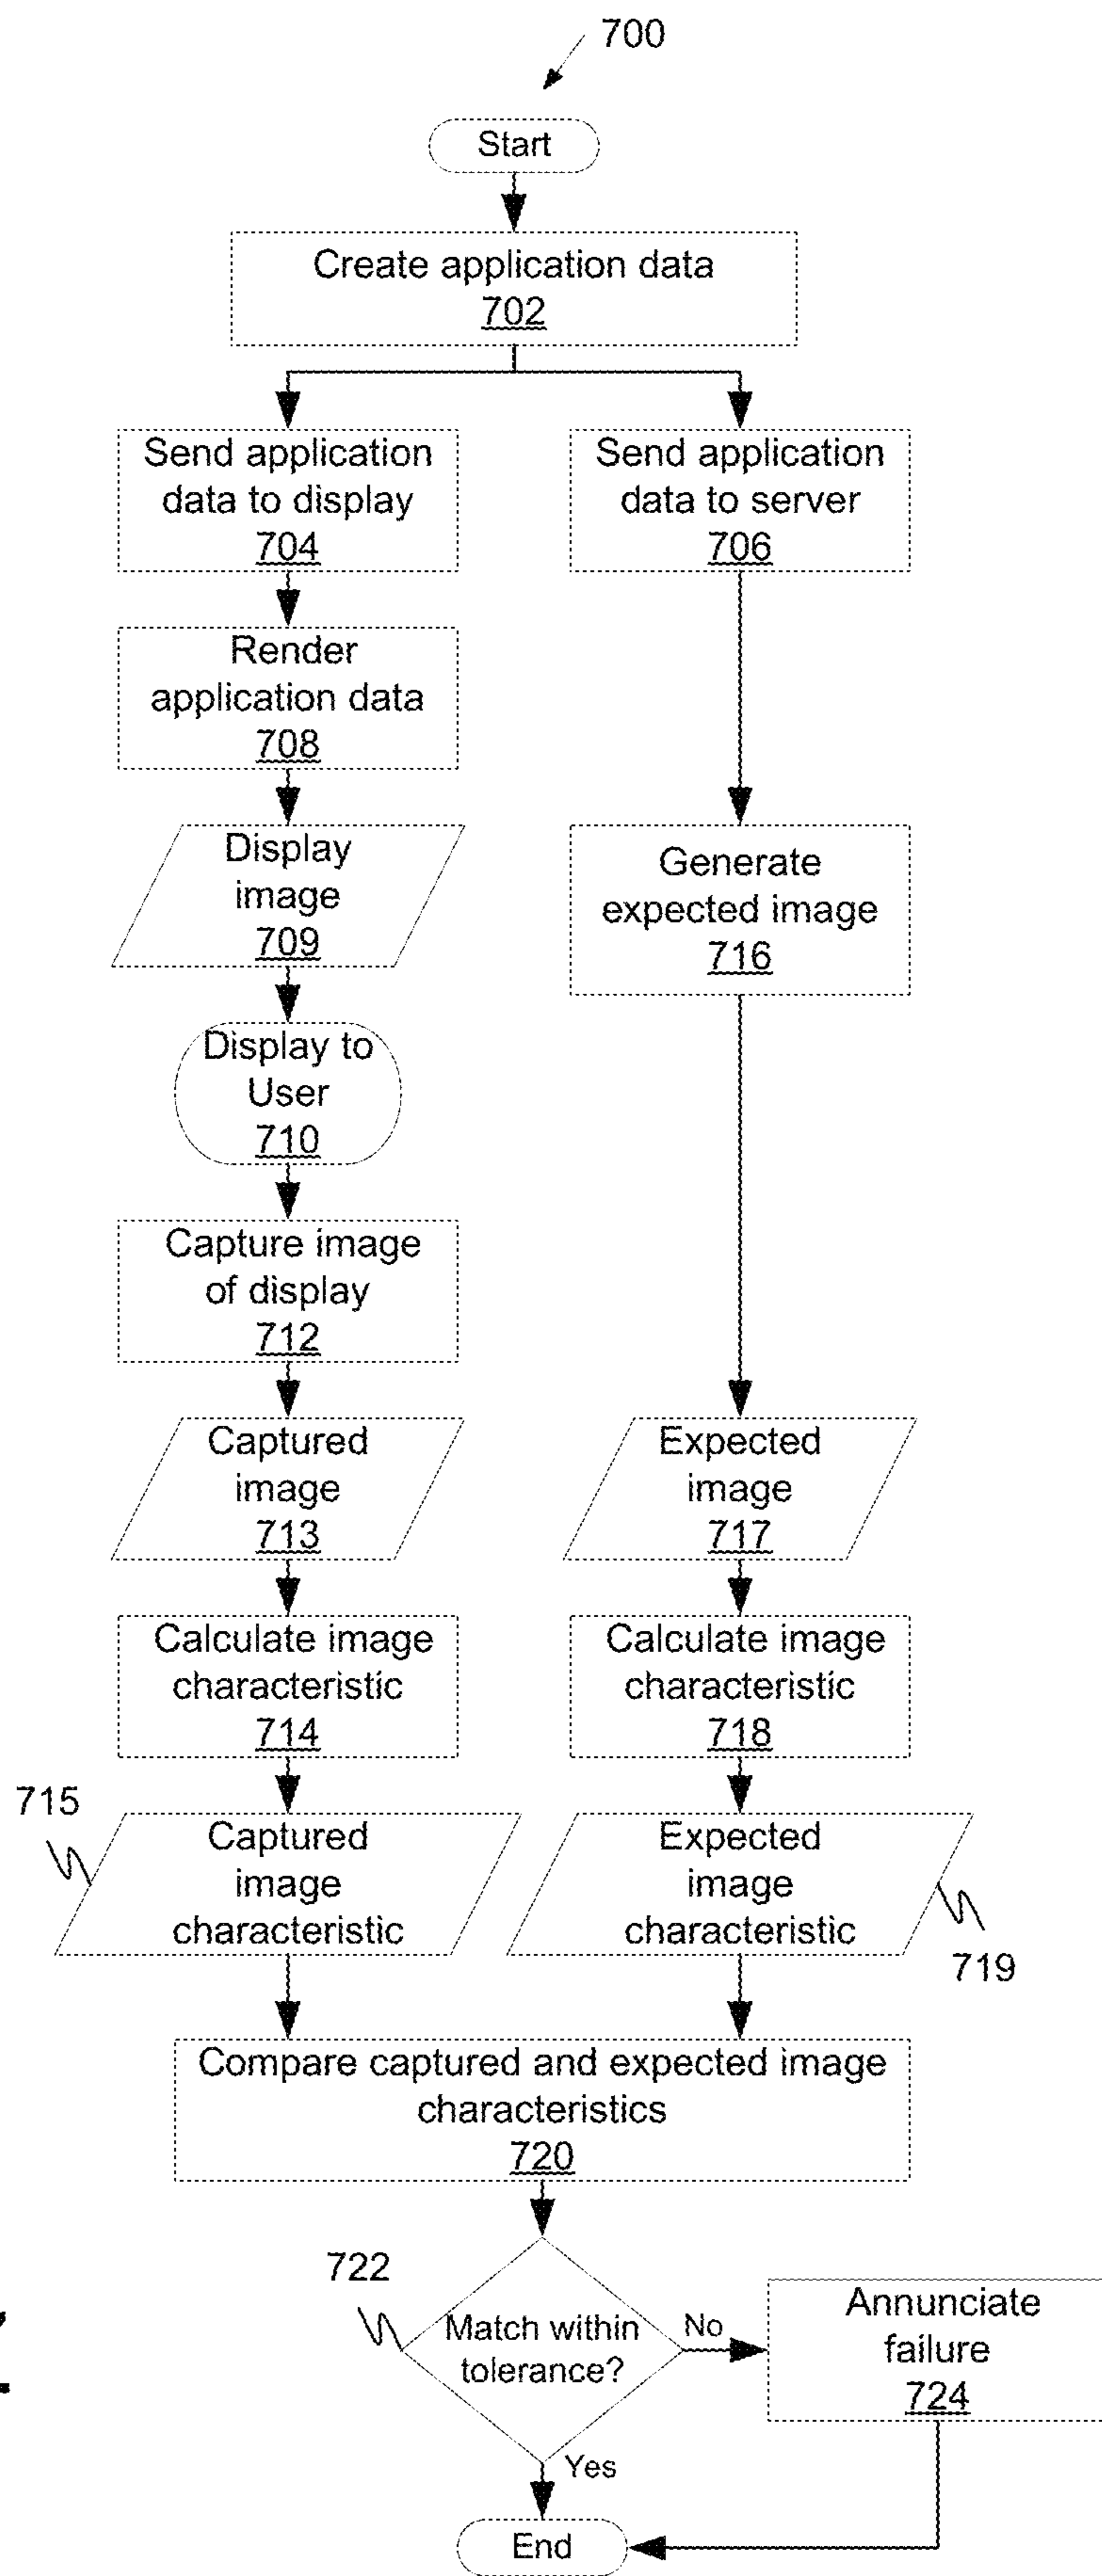 700
Start
Create application data
702
Send application
data to display
704
Send application
data to server
706
Render
application data
708
Display
image
709
Generate
expected image
716
Display to
User
710
Capture image
of display
712
Captured
image
713
Expected
image
717
Calculate image
characteristic
714
Calculate image
characteristic
718
715
Captured
image
characteristic
Expected
image
characteristic
719
Compare captured and expected image
characteristics
720
722
Match within
tolerance?
No
Annunciate
failure
724
Yes
End